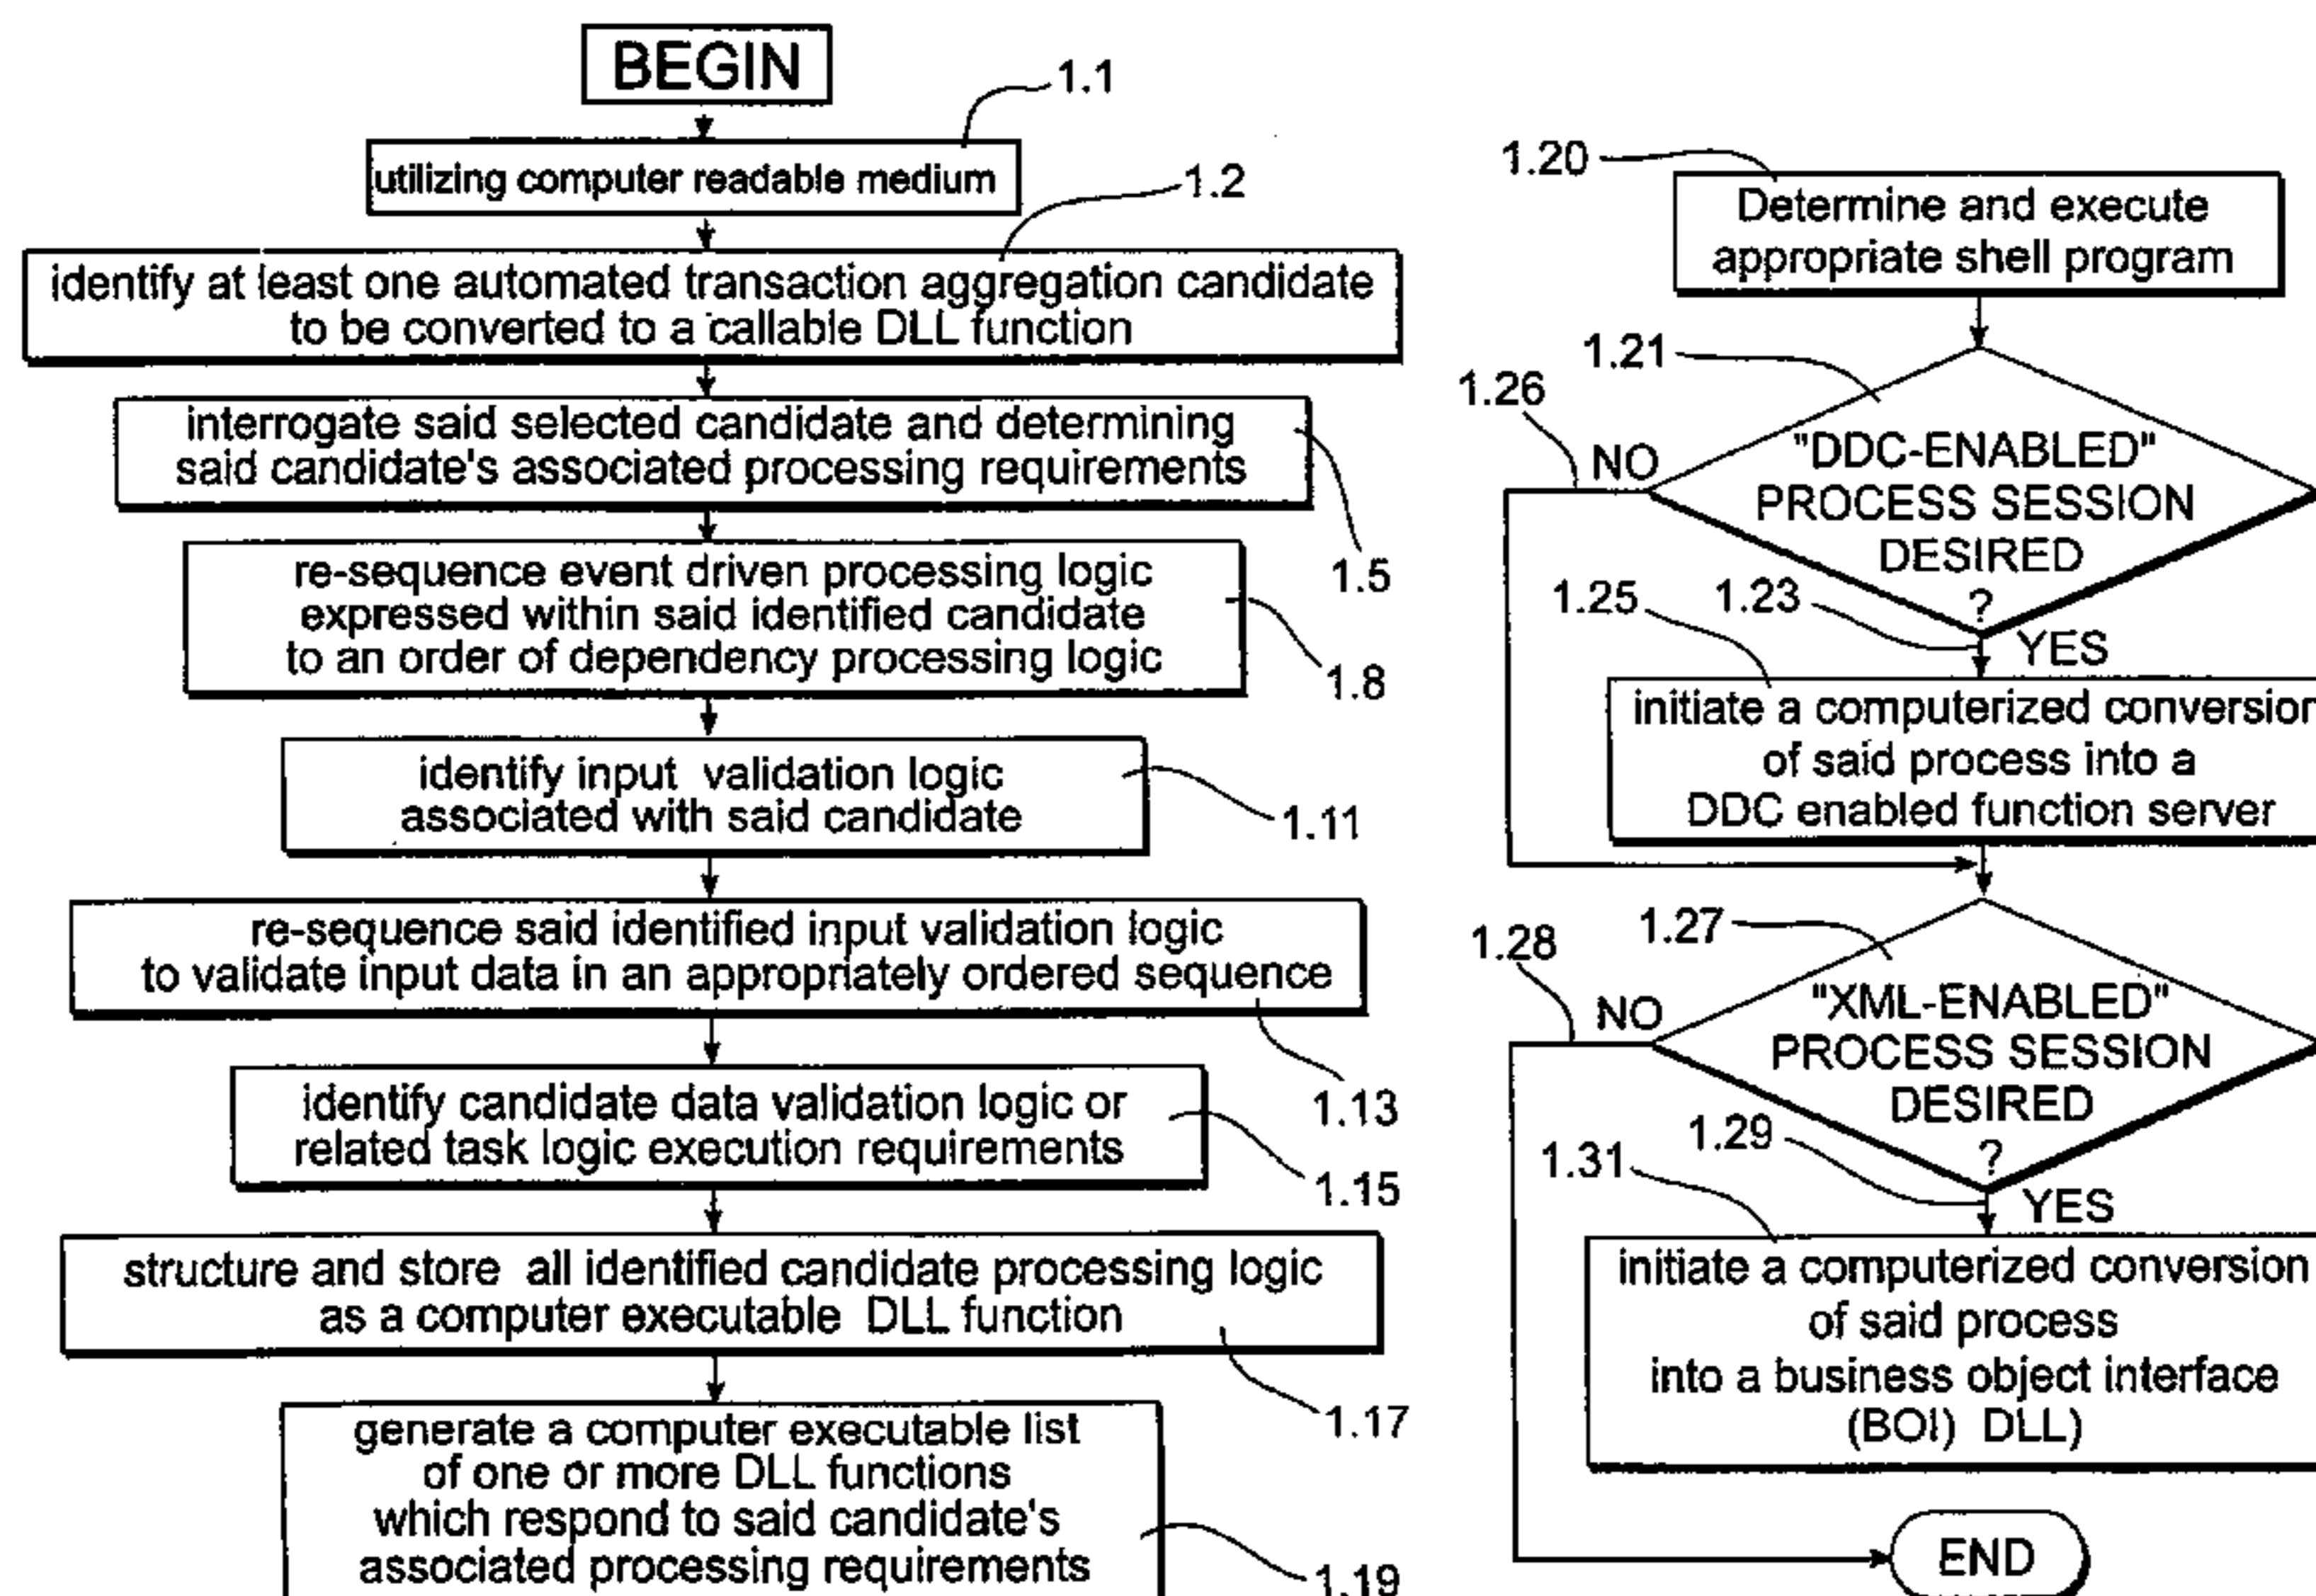 BEGIN
1.1
utilizing computer readable medium
1.2
identify at least one automated transaction aggregation candidate
to be converted to a callable DLL function
interrogate said selected candidate and determining
said candidate's associated processing requirements
1.5
re-sequence event driven processing logic
expressed within said identified candidate
to an order of dependency processing logic
1.8
identify input validation logic
associated with said candidate
1.11
re-sequence said identified input validation logic
to validate input data in an appropriately ordered sequence
1.13
identify candidate data validation logic or
related task logic execution requirements
1.15
structure and store all identified candidate processing logic
as a computer executable DLL function
1.17
generate a computer executable list
of one or more DLL functions
which respond to said candidate's
associated processing requirements
1.19
1.20
Determine and execute
appropriate shell program
1.21
1.26
NO
"DDC-ENABLED"
PROCESS SESSION
DESIRED
?
1.25
1.23
YES
initiate a computerized conversion
of said process into a
DDC enabled function server
1.27
1.28
NO
"XML-ENABLED"
PROCESS SESSION
DESIRED
?
1.29
1.31
YES
initiate a computerized conversion
of said process
into a business object interface
(BOI) DLL)
END